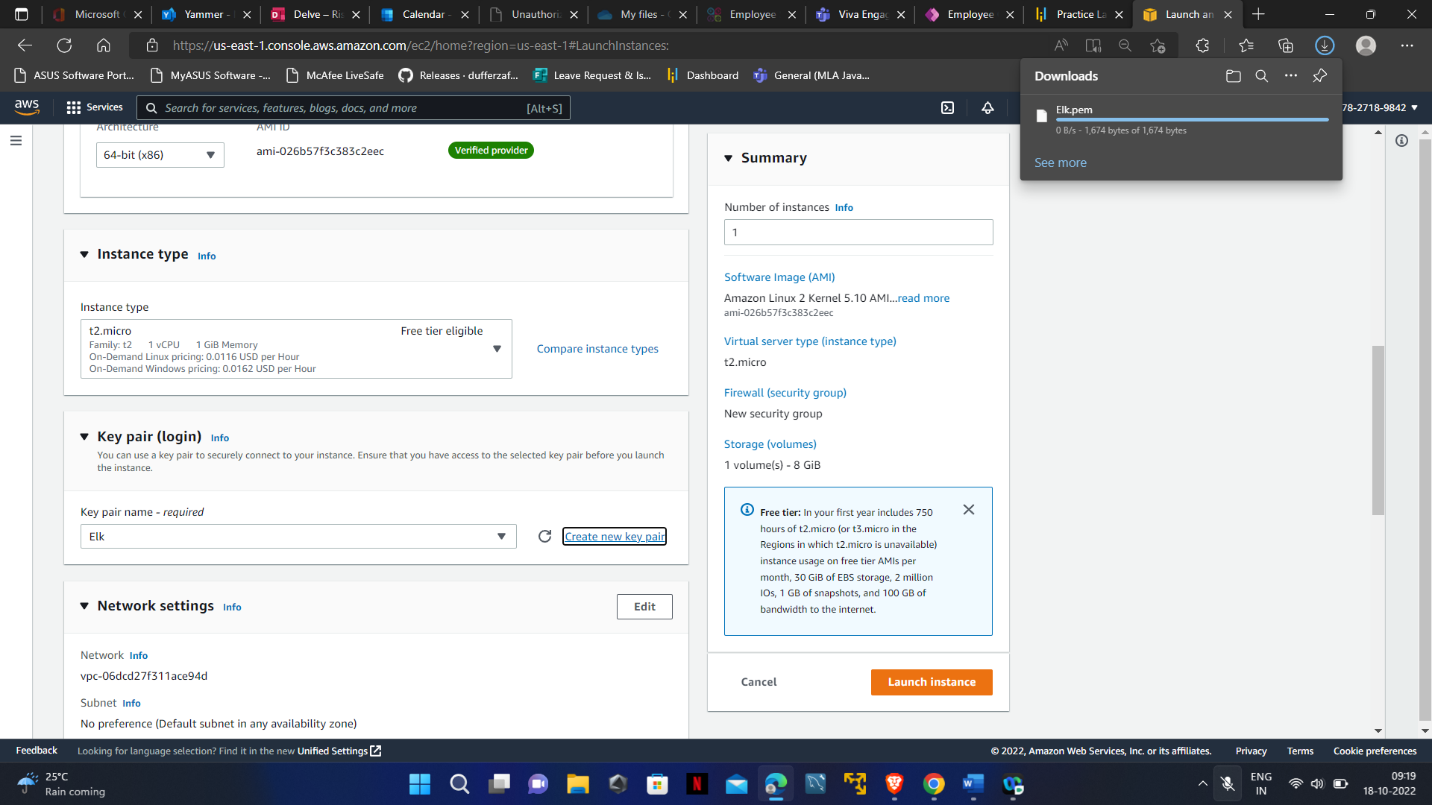 Microsoft
Yammer -
Delve – Ri
Calendar -
Unauthori
My files -
Employee
Viva Enga
Employee
Practice La
Launch an
https://us-east-1.console.aws.amazon.com/ec2/home?region=us-east-1#LaunchInstances:
ASUS Software Port...
MyASUS Software -...
McAfee LiveSafe
Releases · dufferzaf...
Leave Request & Is...
Dashboard
General (MLA Java...
Downloads
Elk.pem
0 B/s - 1,674 bytes of 1,674 bytes
See more
aws
Services
Search for services, features, blogs, docs, and more
[Alt+S]
78-2718-9842
Architecture
AMI ID
64-bit (x86)
ami-026b57f3c383c2eec
Verified provider
Instance type Info
Instance type
t2.micro
Free tier eligible
Family: t2 1 vCPU 1 GiB Memory
On-Demand Linux pricing: 0.0116 USD per Hour
On-Demand Windows pricing: 0.0162 USD per Hour
Compare instance types
Key pair (login) Info
You can use a key pair to securely connect to your instance. Ensure that you have access to the selected key pair before you launch
the instance.
Key pair name - required
Elk
Create new key pair
Network settings Info
Edit
Network Info
vpc-06dcd27f311ace94d
Subnet Info
No preference (Default subnet in any availability zone)
Summary
Number of instances Info
1
Software Image (AMI)
Amazon Linux 2 Kernel 5.10 AMI...read more
ami-026b57f3c383c2eec
Virtual server type (instance type)
t2.micro
Firewall (security group)
New security group
Storage (volumes)
1 volume(s) - 8 GiB
Free tier: In your first year includes 750
hours of t2.micro (or t3.micro in the
Regions in which t2.micro is unavailable)
instance usage on free tier AMIs per
month, 30 GiB of EBS storage, 2 million
IOs, 1 GB of snapshots, and 100 GB of
bandwidth to the internet.
Cancel
Launch instance
Feedback
Looking for language selection? Find it in the new Unified Settings
© 2022, Amazon Web Services, Inc. or its affiliates.
Privacy
Terms
Cookie preferences
25°C
Rain coming
ENG
IN
09:19
18-10-2022